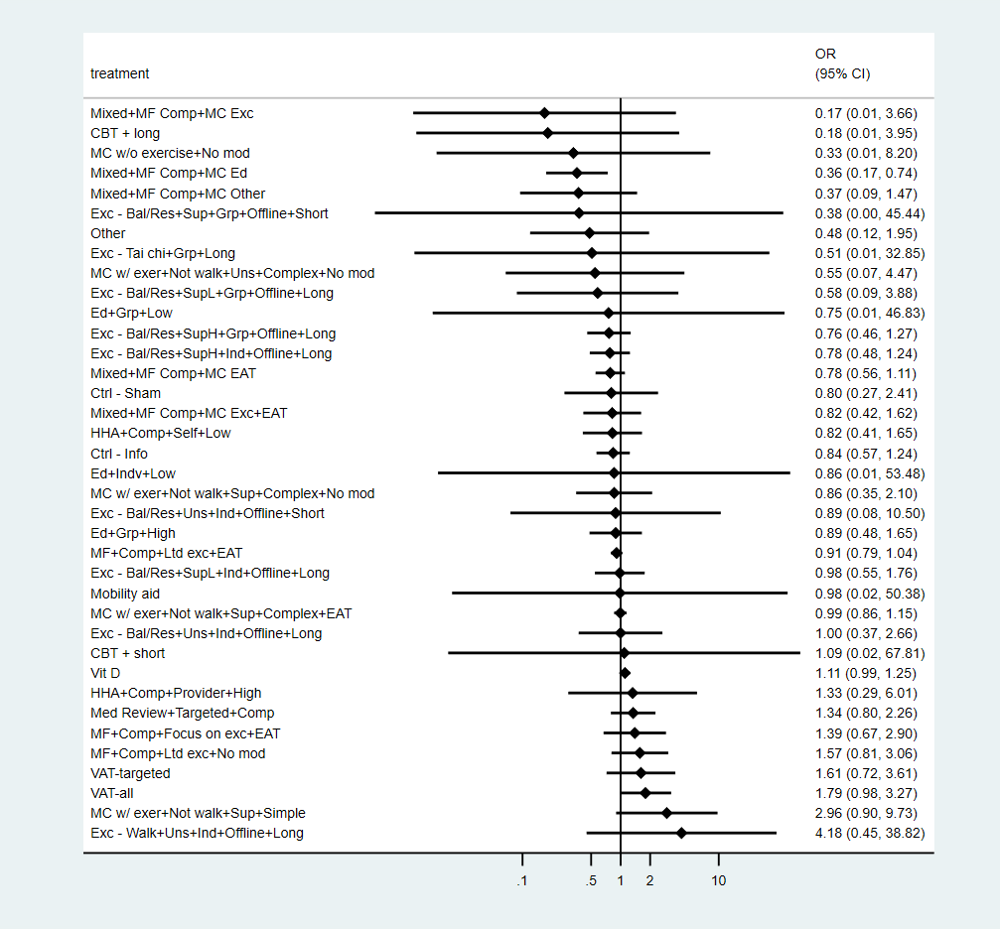 OR
treatment (95% CI)
Mixed+MF Comp+MC Exc 0.17 (0.01, 3.66)
CBT + long 0.18 (0.01, 3.95)
MC w/o exercise+No mod 0.33 (0.01, 8.20)
Mixed+MF Comp+MC Ed 0.36 (0.17, 0.74)
Mixed+MF Comp+MC Other 0.37 (0.09, 1.47)
Exc - Bal/Res+Sup+Grp+Offline+Short 0.38 (0.00, 45.44)
Other 0.48 (0.12, 1.95)
Exc - Tai chi+Grp+Long 0.51 (0.01, 32.85)
MC w/ exer+Not walk+Uns+Complex+No mod 0.55 (0.07, 4.47)
Exc - Bal/Res+SupL+Grp+Offline+Long 0.58 (0.09, 3.88)
Ed+Grp+Low 0.75 (0.01, 46.83)
Exc - Bal/Res+SupH+Grp+Offline+Long 0.76 (0.46, 1.27)
Exc - Bal/Res+SupH+Ind+Offline+Long 0.78 (0.48, 1.24)
Mixed+MF Comp+MC EAT 0.78 (0.56, 1.11)
Ctrl - Sham 0.80 (0.27, 2.41)
Mixed+MF Comp+MC Exc+EAT 0.82 (0.42, 1.62)
HHA+Comp+Self+Low 0.82 (0.41, 1.65)
Ctrl - Info 0.84 (0.57, 1.24)
Ed+Indv+Low 0.86 (0.01, 53.48)
MC w/ exer+Not walk+Sup+Complex+No mod 0.86 (0.35, 2.10)
Exc - Bal/Res+Uns+Ind+Offline+Short 0.89 (0.08, 10.50)
Ed+Grp+High 0.89 (0.48, 1.65)
MF+Comp+Ltd exc+EAT 0.91 (0.79, 1.04)
Exc - Bal/Res+SupL+Ind+Offline+Long 0.98 (0.55, 1.76)
Mobility aid 0.98 (0.02, 50.38)
MC w/ exer+Not walk+Sup+Complex+EAT 0.99 (0.86, 1.15)
Exc - Bal/Res+Uns+Ind+Offline+Long 1.00 (0.37, 2.66)
CBT + short 1.09 (0.02, 67.81)
Vit D 1.11 (0.99, 1.25)
HHA+Comp+Provider+High 1.33 (0.29, 6.01)
Med Review+Targeted+Comp 1.34 (0.80, 2.26)
MF+Comp+Focus on exc+EAT 1.39 (0.67, 2.90)
MF+Comp+Ltd exc+No mod 1.57 (0.81, 3.06)
VAT-targeted 1.61 (0.72, 3.61)
VAT-all 1.79 (0.98, 3.27)
MC w/ exer+Not walk+Sup+Simple 2.96 (0.90, 9.73)
Exc - Walk+Uns+Ind+Offline+Long 4.18 (0.45, 38.82)
.1 .5 1 2 10